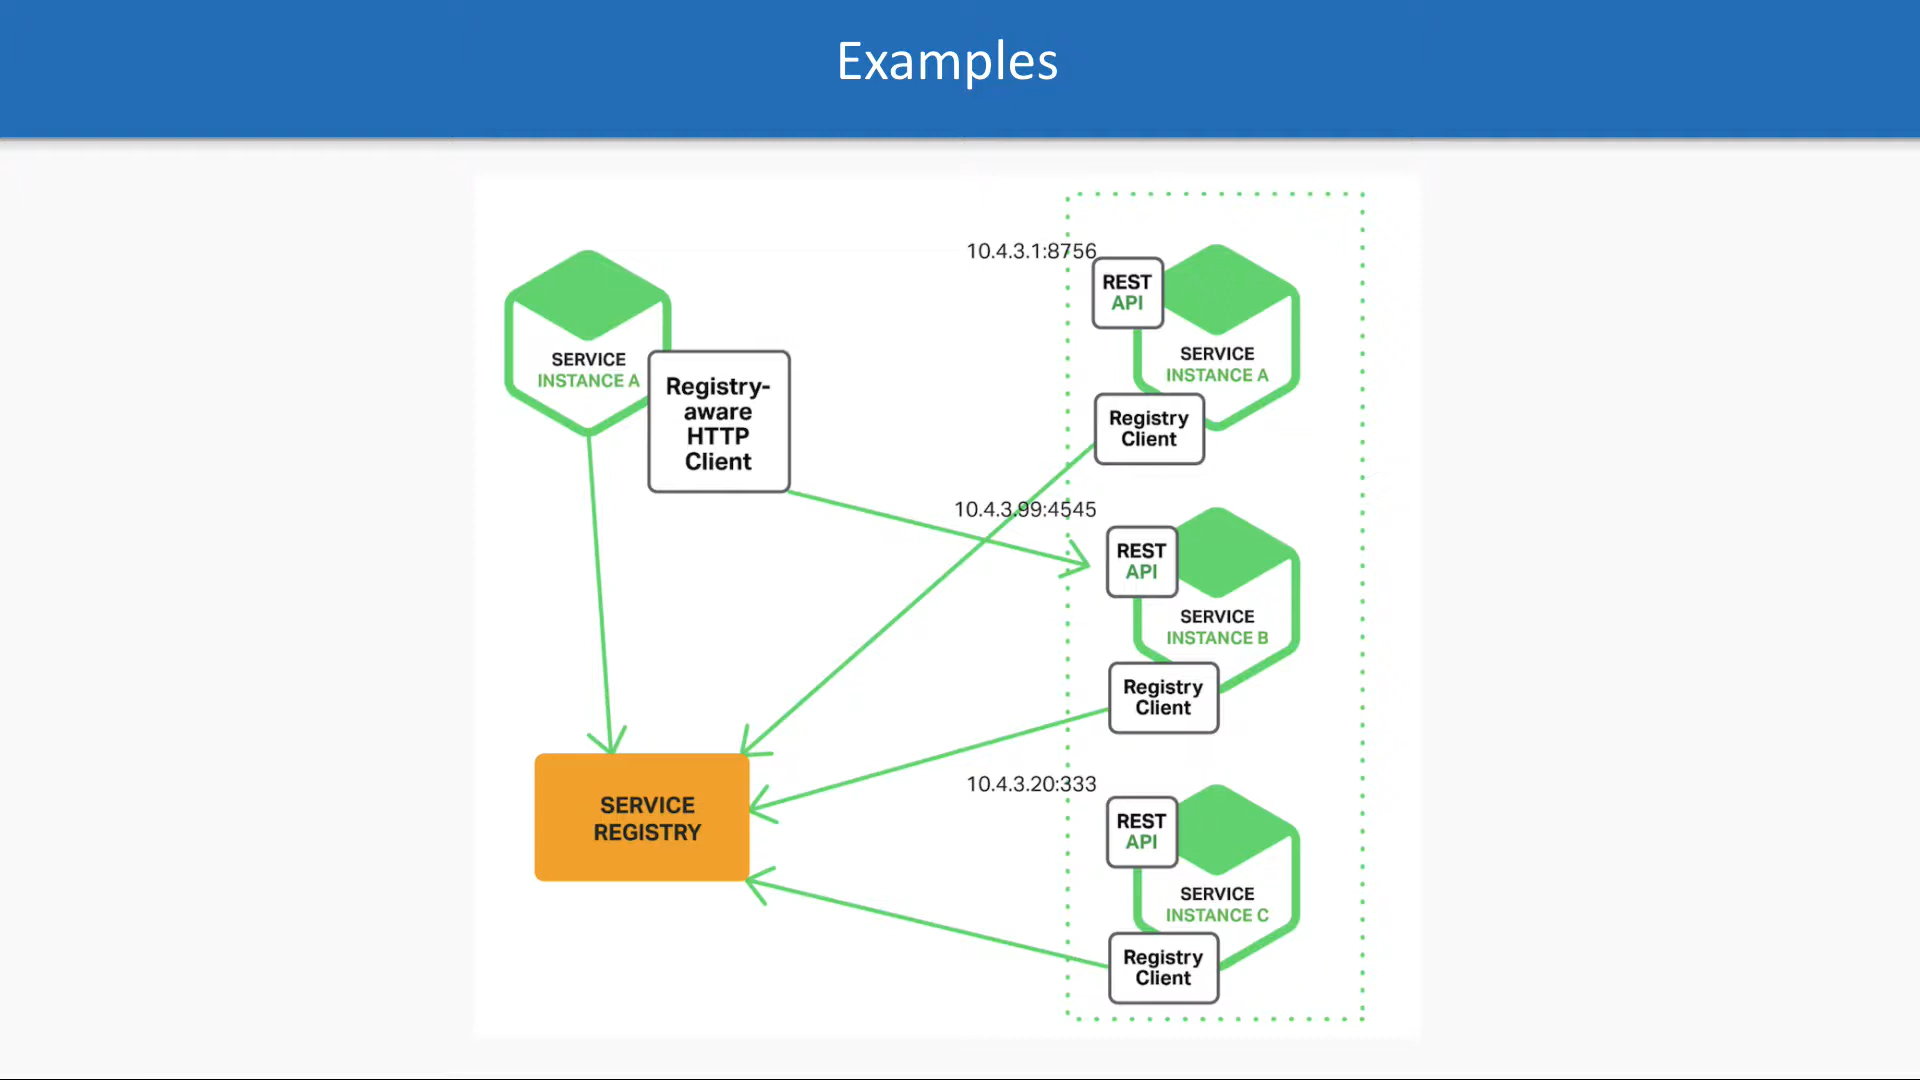 Examples
SERVICE
INSTANCE A
Registry-
aware
HTTP
Client
SERVICE
REGISTRY
10.4.3.1:8756
REST
API
SERVICE
INSTANCE A
Registry
Client
10.4.3.99:4545
REST
API
SERVICE
INSTANCE B
Registry
Client
10.4.3.20:333
REST
API
SERVICE
INSTANCE C
Registry
Client